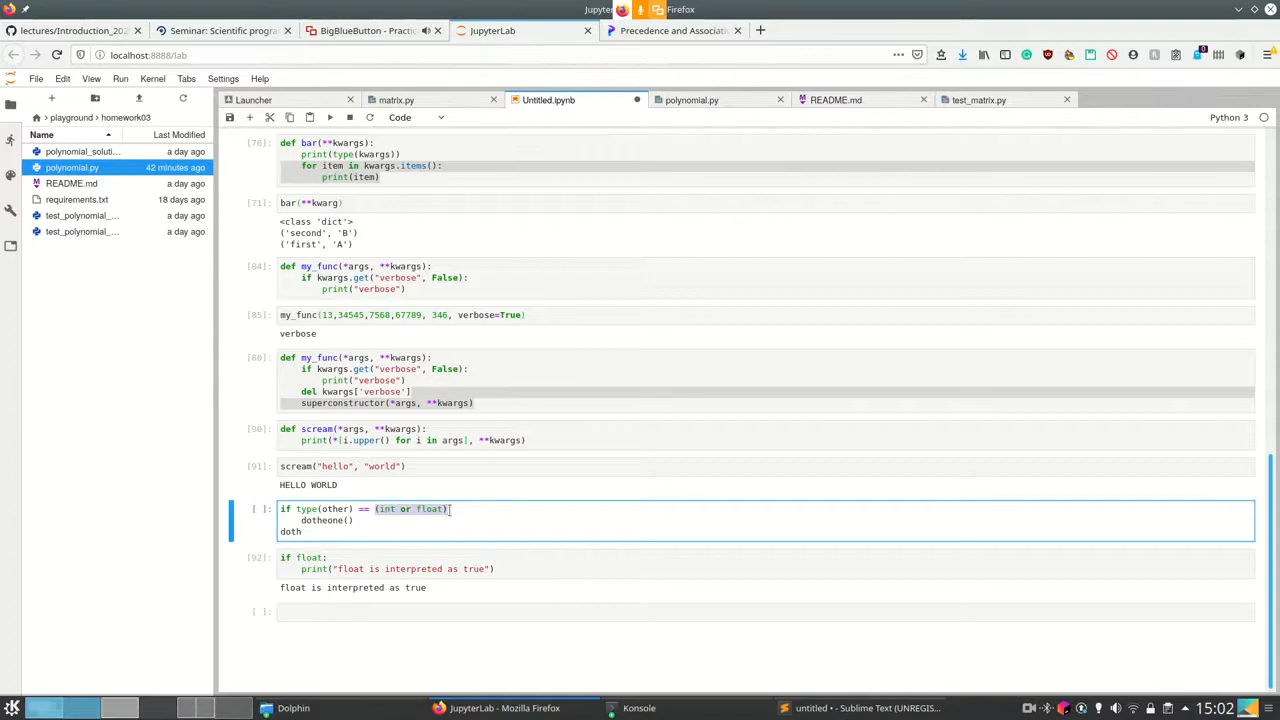 Jupyter
Firefox
lectures/Introduction_202
Seminar: Scientific progra
BigBlueButton - Practic
JupyterLab
Precedence and Associativ
localhost:8888/lab
0
File Edit View Run Kernel Tabs Settings Help
Launcher
matrix.py
Untitled.ipynb
polynomial.py
README.md
test_matrix.py
Code
Python 3
playground / homework03
Name Last Modified
polynomial_soluti... a day ago
polynomial.py 42 minutes ago
README.md a day ago
requirements.txt 18 days ago
test_polynomial_... a day ago
test_polynomial_... a day ago
[70]: def bar(**kwargs):
print(type(kwargs))
for item in kwargs.items():
print(item)
[71]: bar(**kwarg)
<class 'dict'>
('second', 'B')
('first', 'A')
[84]: def my_func(*args, **kwargs):
if kwargs.get("verbose", False):
print("verbose")
[85]: my_func(13,34545,7568,67789, 346, verbose=True)
verbose
[80]: def my_func(*args, **kwargs):
if kwargs.get("verbose", False):
print("verbose")
del kwargs['verbose']
superconstructor(*args, **kwargs)
[90]: def scream(*args, **kwargs):
print(*[i.upper() for i in args], **kwargs)
[91]: scream("hello", "world")
HELLO WORLD
[ ]: if type(other) == (int or float)
dotheone()
doth
[92]: if float:
print("float is interpreted as true")
float is interpreted as true
[ ]:
Dolphin
JupyterLab - Mozilla Firefox
Konsole
untitled • - Sublime Text (UNREGIS...
15:02